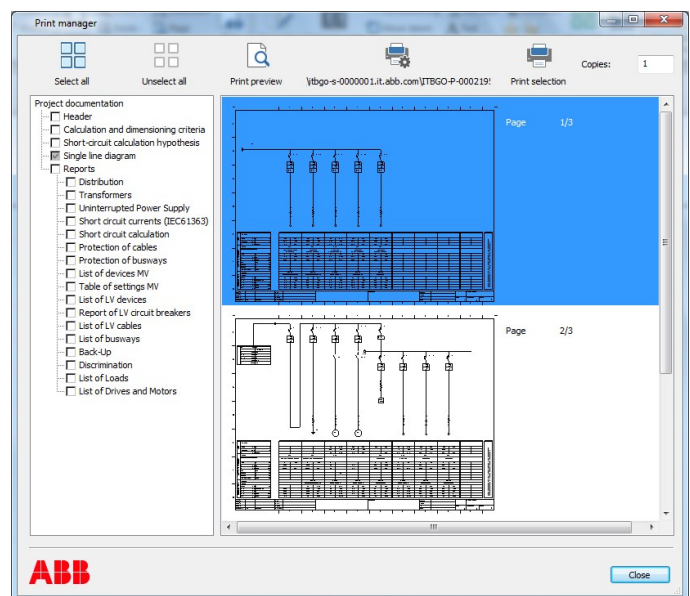 Print manager
Select all
Unselect all
Print preview
\jtbgo-s-0000001.it.abb.com\ITBGO-P-000219!
Print selection
Copies:
1
Project documentation
Header
Calculation and dimensioning criteria
Short-circuit calculation hypothesis
Single line diagram
Reports
Distribution
Transformers
Uninterrupted Power Supply
Short circuit currents (IEC61363)
Short circuit calculation
Protection of cables
Protection of busways
List of devices MV
Table of settings MV
List of LV devices
Report of LV circuit breakers
List of LV cables
List of busways
Back-Up
Discrimination
List of Loads
List of Drives and Motors
Page 1/3
Page 2/3
ABB
Close